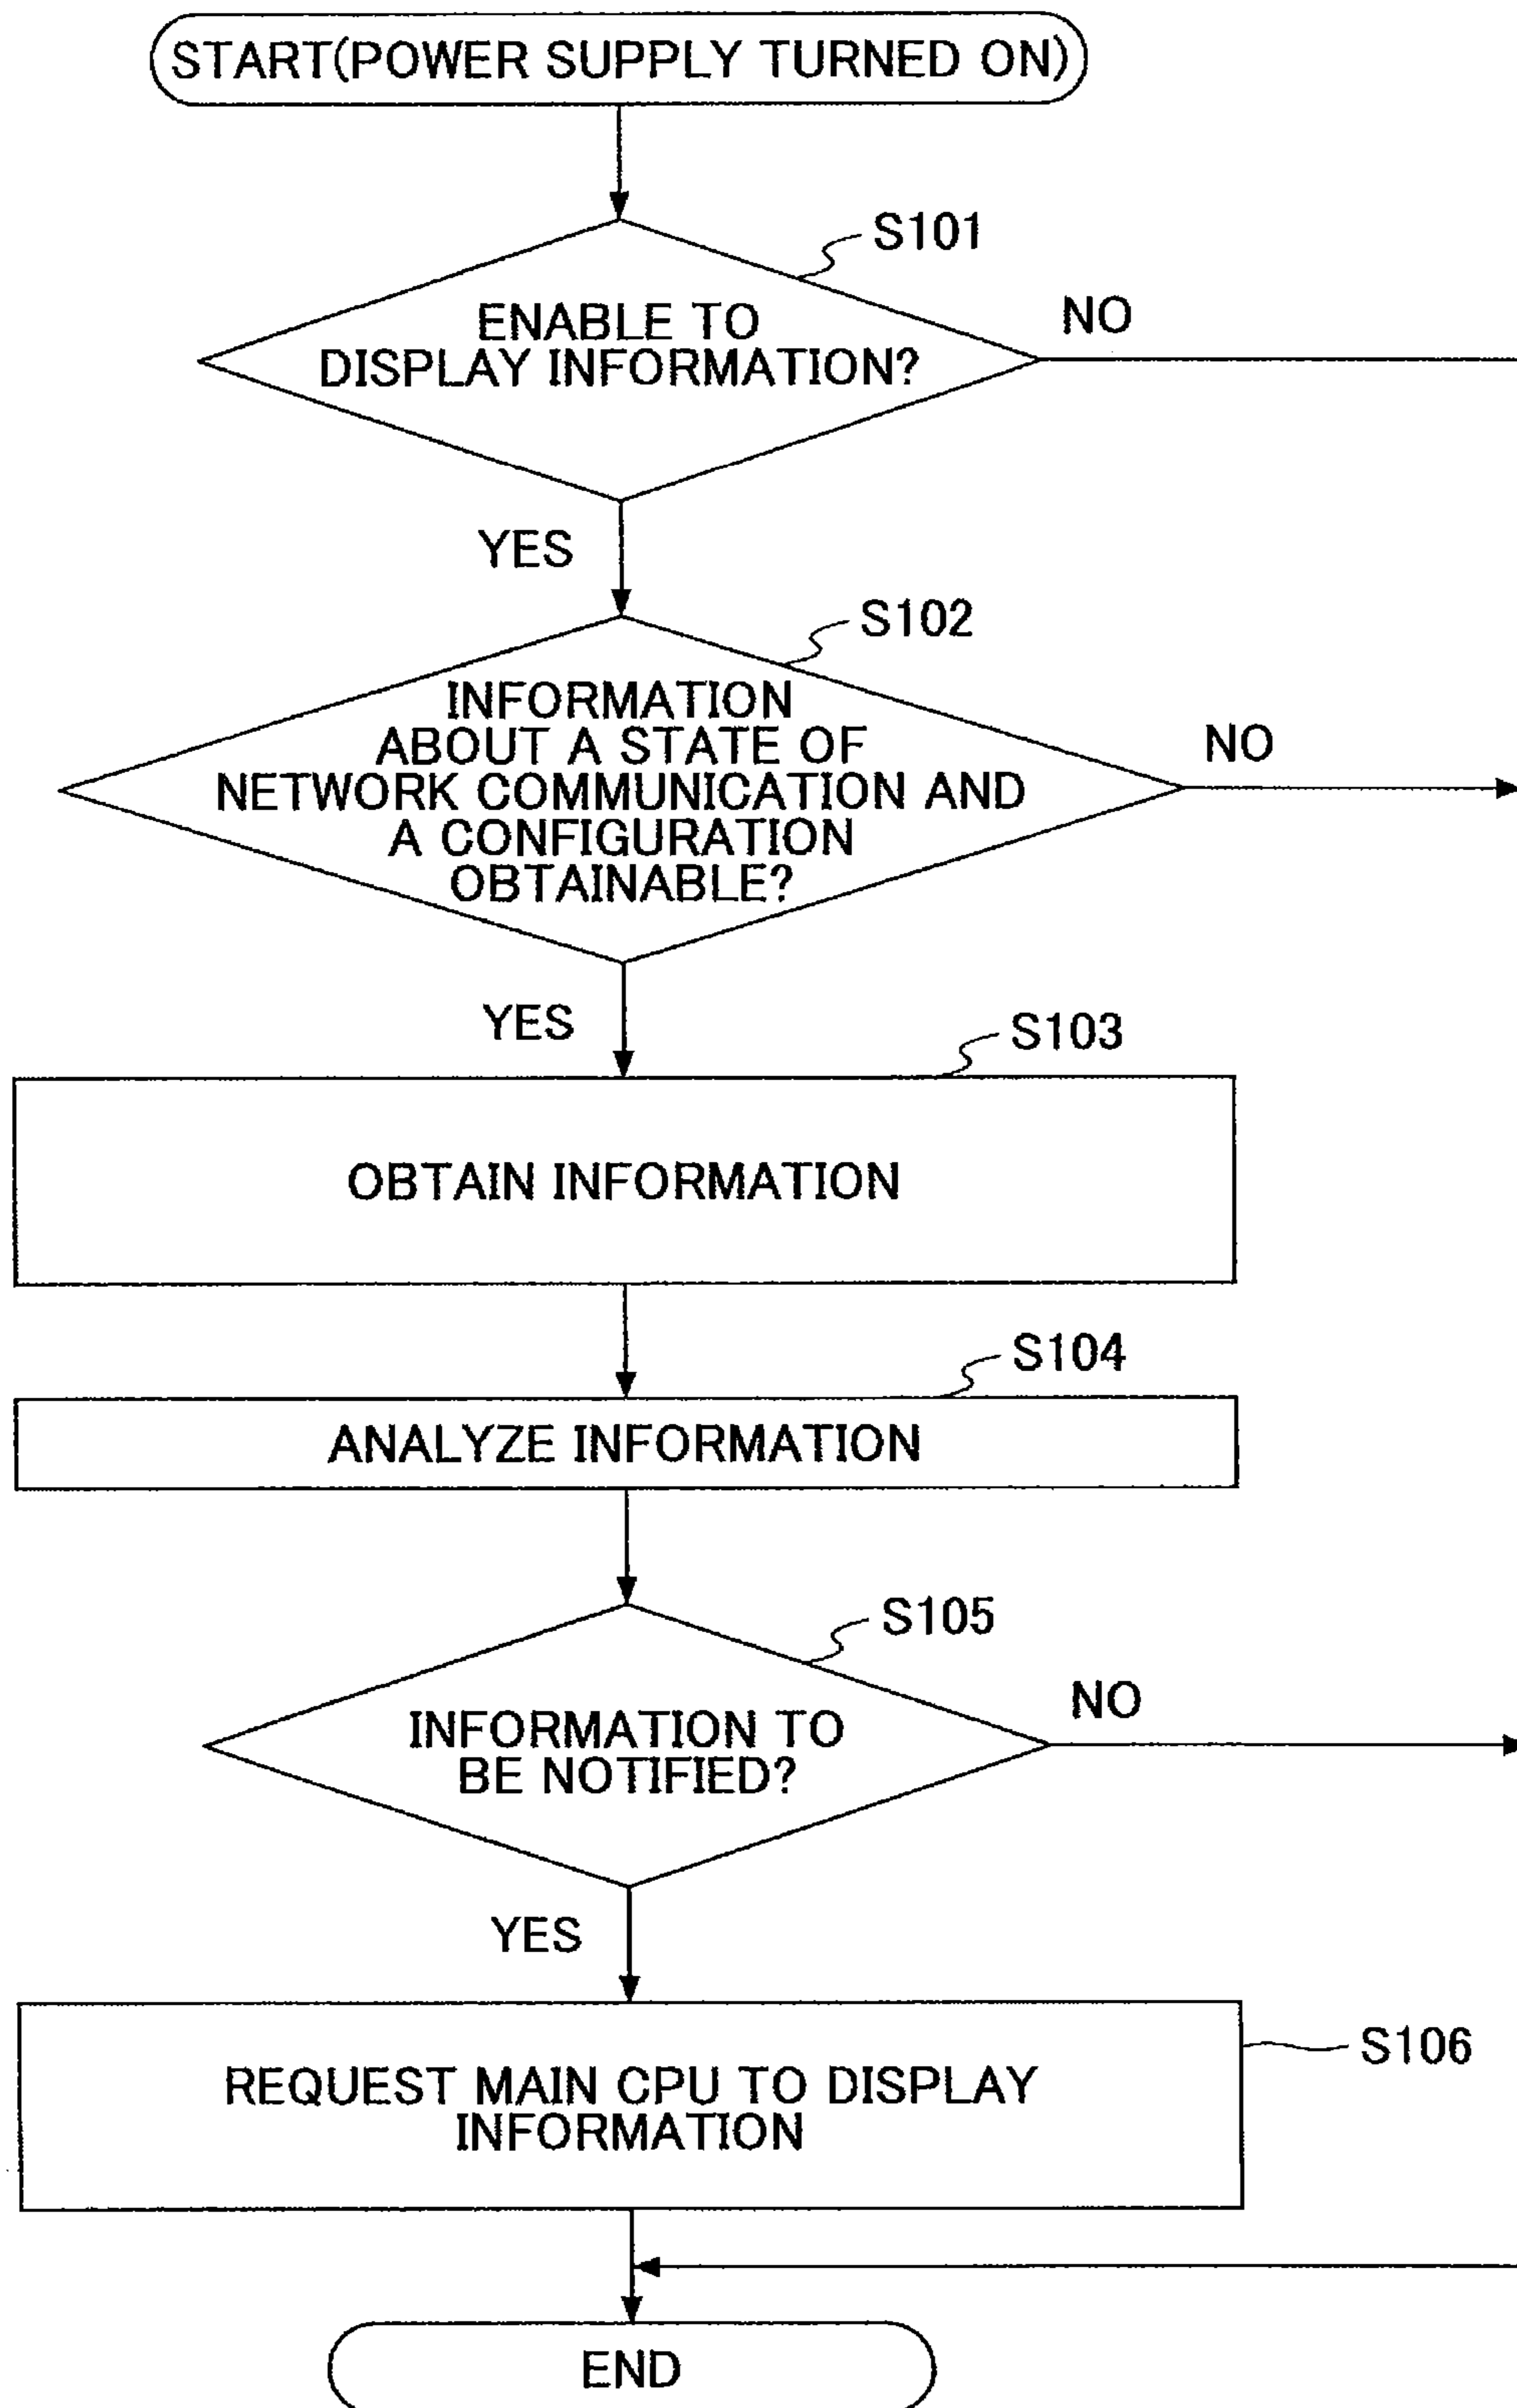 START(POWER SUPPLY TURNED ON)
S101
ENABLE TO
DISPLAY INFORMATION?
NO
YES
S102
INFORMATION
ABOUT A STATE OF
NETWORK COMMUNICATION AND
A CONFIGURATION
OBTAINABLE?
NO
YES
S103
OBTAIN INFORMATION
S104
ANALYZE INFORMATION
S105
INFORMATION TO
BE NOTIFIED?
NO
YES
S106
REQUEST MAIN CPU TO DISPLAY
INFORMATION
END